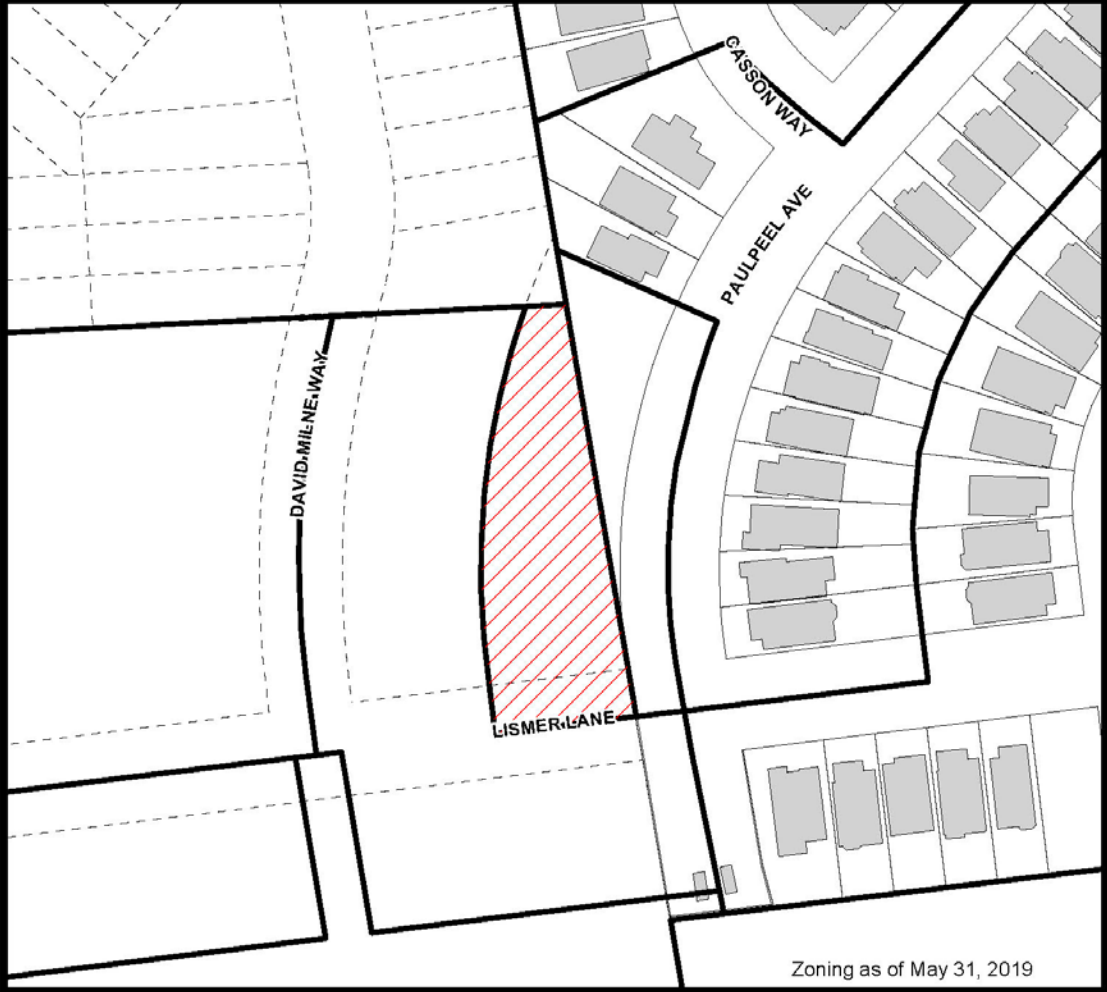 CASSON WAY
PAULPEEL AVE
DAVID MILNE WAY
LISMER LANE
Zoning as of May 31, 2019